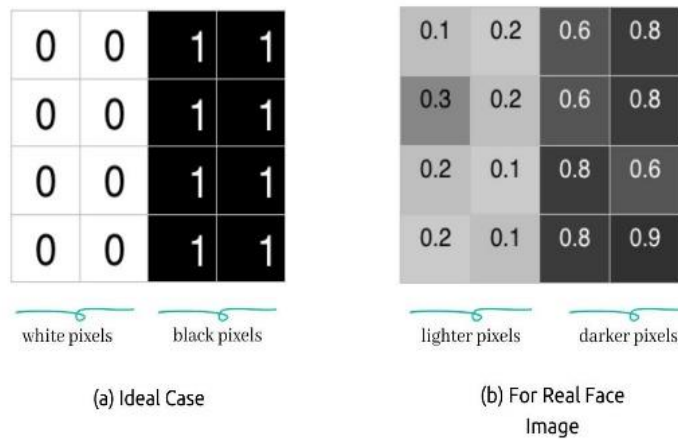 0 0 1 1
0 0 1 1
0 0 1 1
0 0 1 1
white pixels black pixels
(a) Ideal Case
0.1 0.2 0.6 0.8
0.3 0.2 0.6 0.8
0.2 0.1 0.8 0.6
0.2 0.1 0.8 0.9
lighter pixels darker pixels
(b) For Real Face
Image